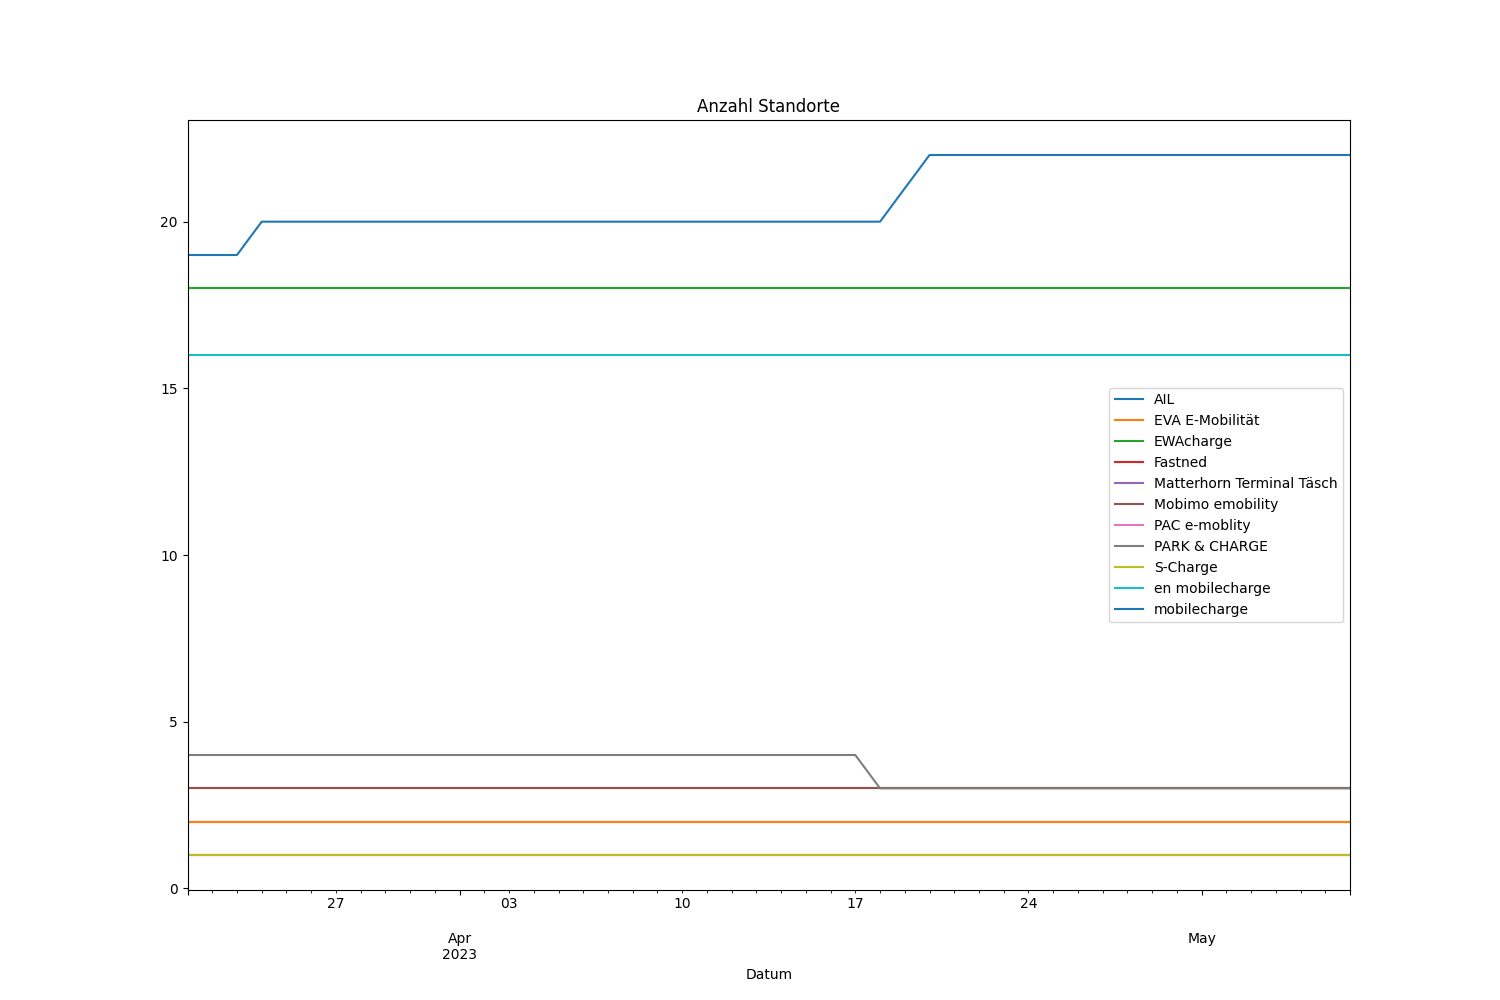 Anzahl Standorte
20
15
10
5
0
AIL
EVA E-Mobilität
EWAcharge
Fastned
Matterhorn Terminal Täsch
Mobimo emobility
PAC e-moblity
PARK & CHARGE
S-Charge
en mobilecharge
mobilecharge
27 03 10 17 24
Apr May
2023
Datum